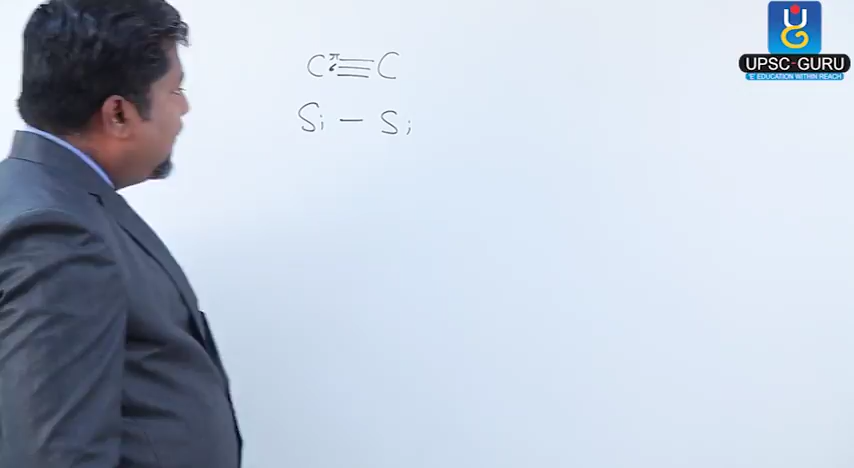 C π σ ≡ C
Si — Si
UPSC-GURU
'E' EDUCATION WITHIN REACH